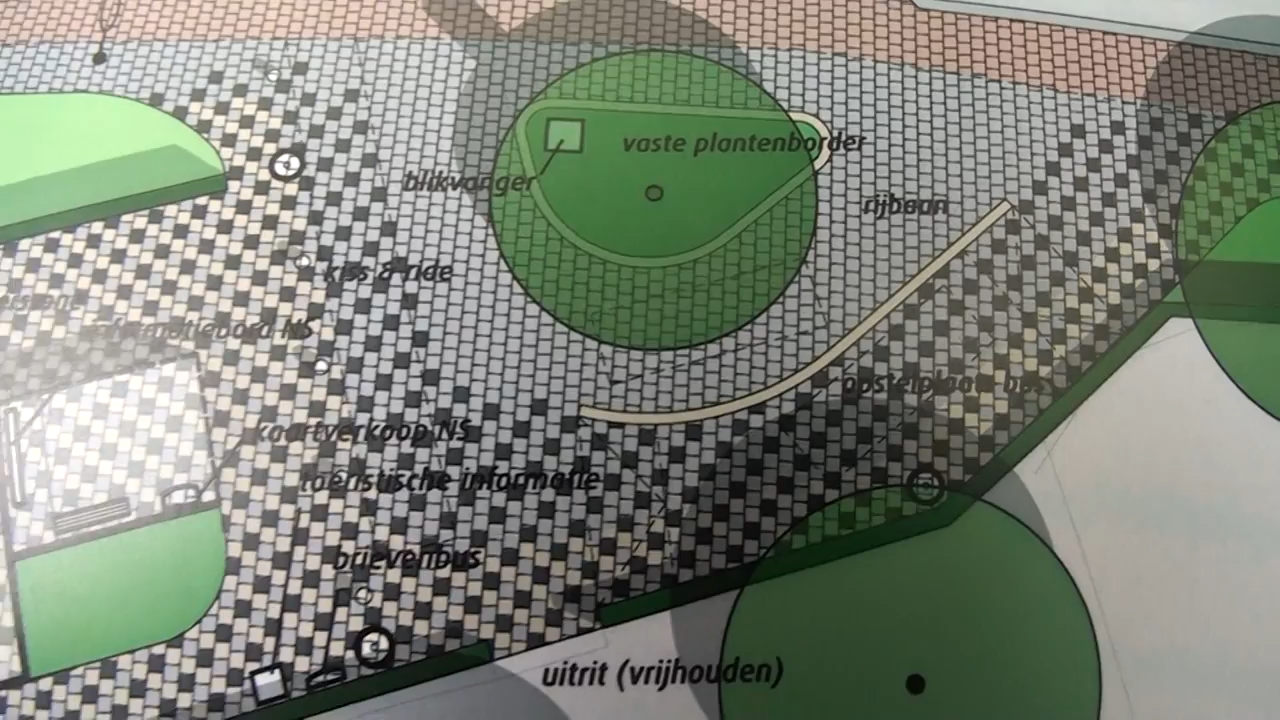 vaste plantenborder
blikvanger
rijbaan
kiss & ride
informatiebord NS
opstelplaats bus
kaartverkoop NS
toeristische informatie
brievenbus
uitrit (vrijhouden)